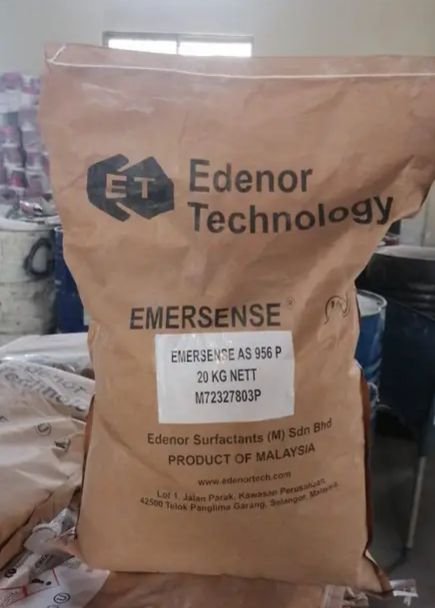 ET
Edenor
Technology
EMERSENSE®
EMERSENSE AS 956 P
20 KG NETT
M72327803P
Edenor Surfactants (M) Sdn Bhd
PRODUCT OF MALAYSIA
www.edenortech.com
Lot 1, Jalan Parak, Kawasan Perusahan,
42500 Telok Panglima Garang, Selangor, Malaysia.